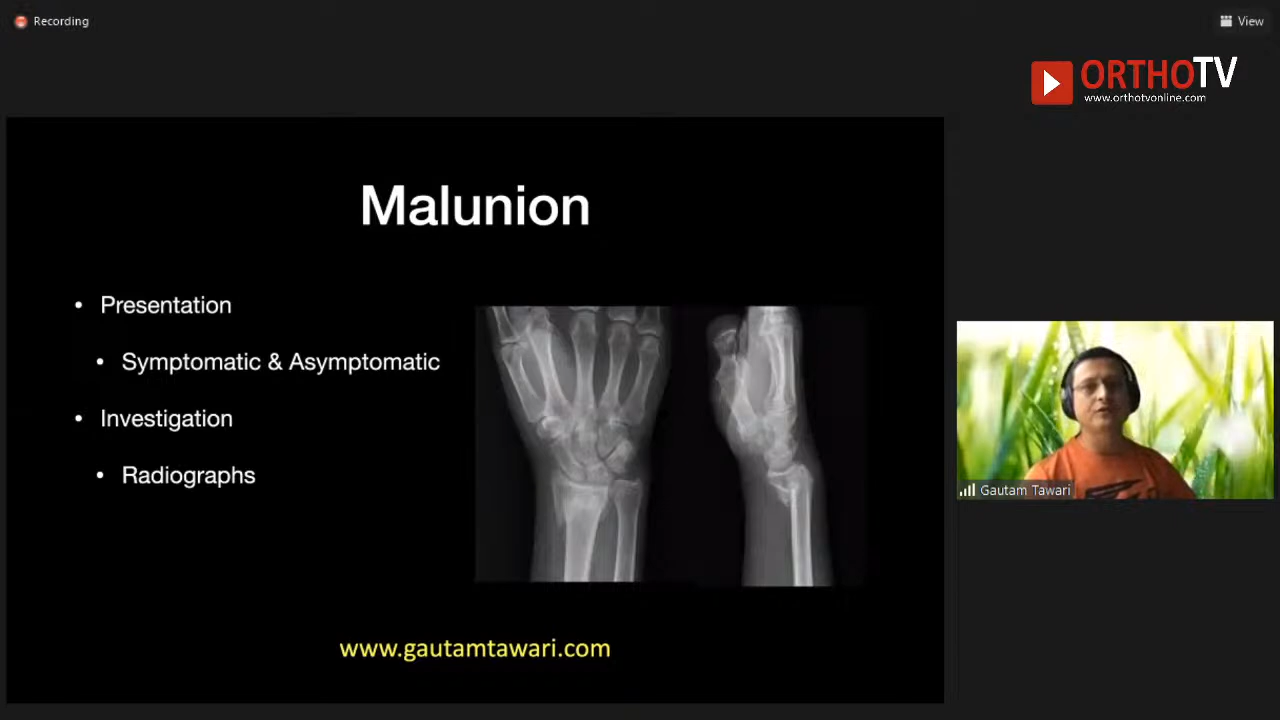 Recording
View
ORTHOTV
www.orthotvonline.com
Malunion
• Presentation
• Symptomatic & Asymptomatic
• Investigation
• Radiographs
www.gautamtawari.com
Gautam Tawari